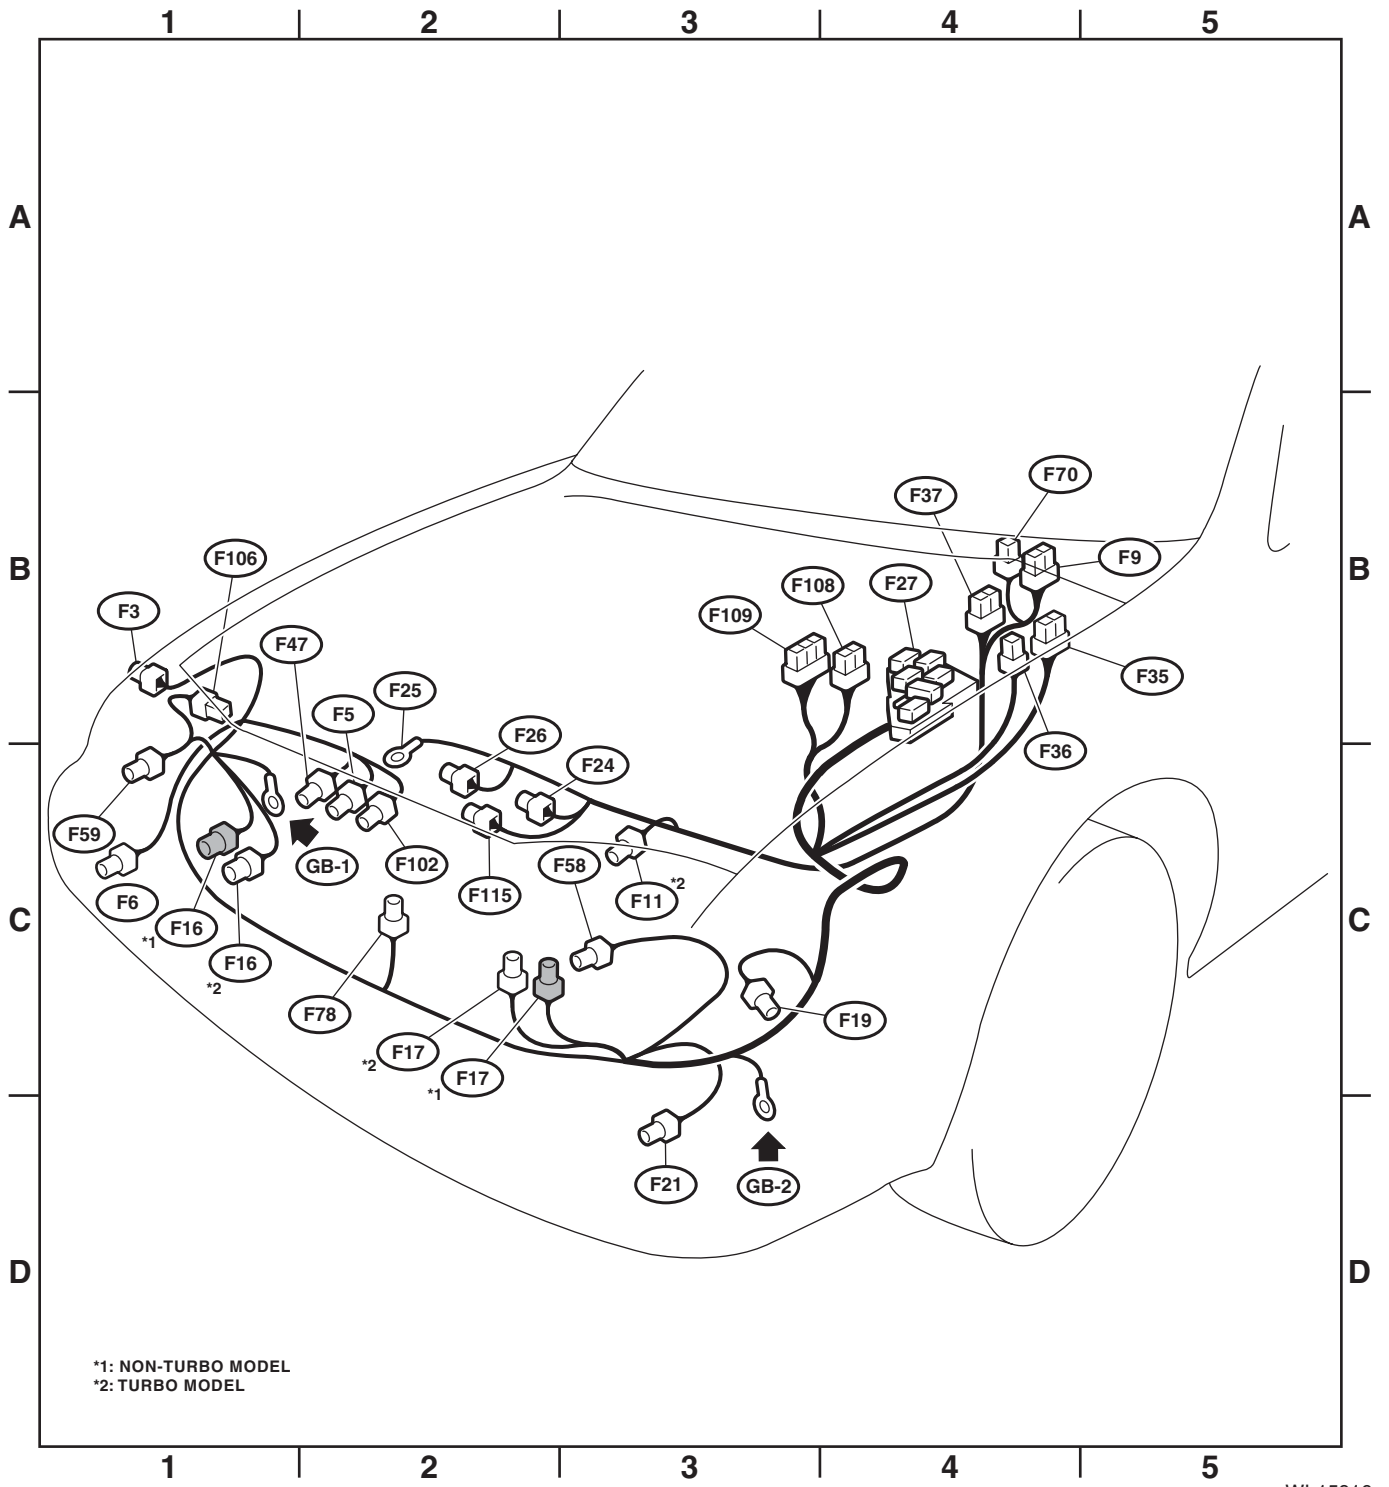 1 2 3 4 5
A A
F70
F37
F106
B F9 B
F108 F27
F3
F109
F47
F35
F25
F5
F26
F36
F24
F59
GB-1 F102 F58
*2
F115 F11
F6
C F16 C
*1
F16
*2
F78 F19
F17
*2
F17
*1
F21 GB-2
D D
*1: NON-TURBO MODEL
*2: TURBO MODEL
1 2 3 4 5